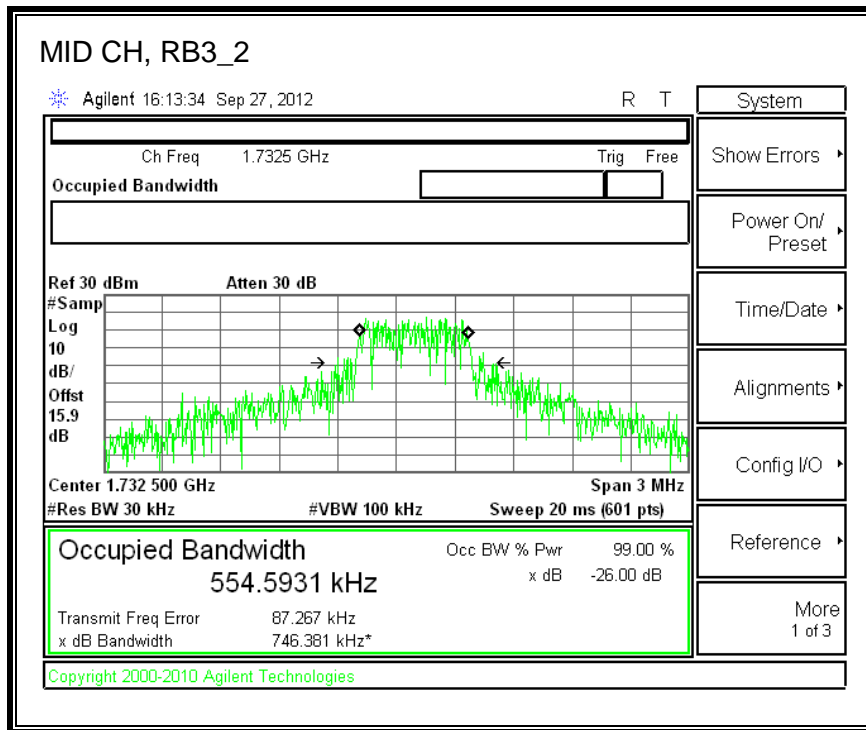 MID CH, RB3_2
Agilent 16:13:34 Sep 27, 2012 R T
System
Ch Freq 1.7325 GHz Trig Free
Occupied Bandwidth
Show Errors
Power On/
Preset
Time/Date
Alignments
Config I/O
Reference
More
1 of 3
Ref 30 dBm Atten 30 dB
#Samp
Log
10
dB/
Offst
15.9
dB
Center 1.732 500 GHz Span 3 MHz
#Res BW 30 kHz #VBW 100 kHz Sweep 20 ms (601 pts)
Occupied Bandwidth Occ BW % Pwr 99.00 %
554.5931 kHz x dB -26.00 dB
Transmit Freq Error 87.267 kHz
x dB Bandwidth 746.381 kHz*
Copyright 2000-2010 Agilent Technologies